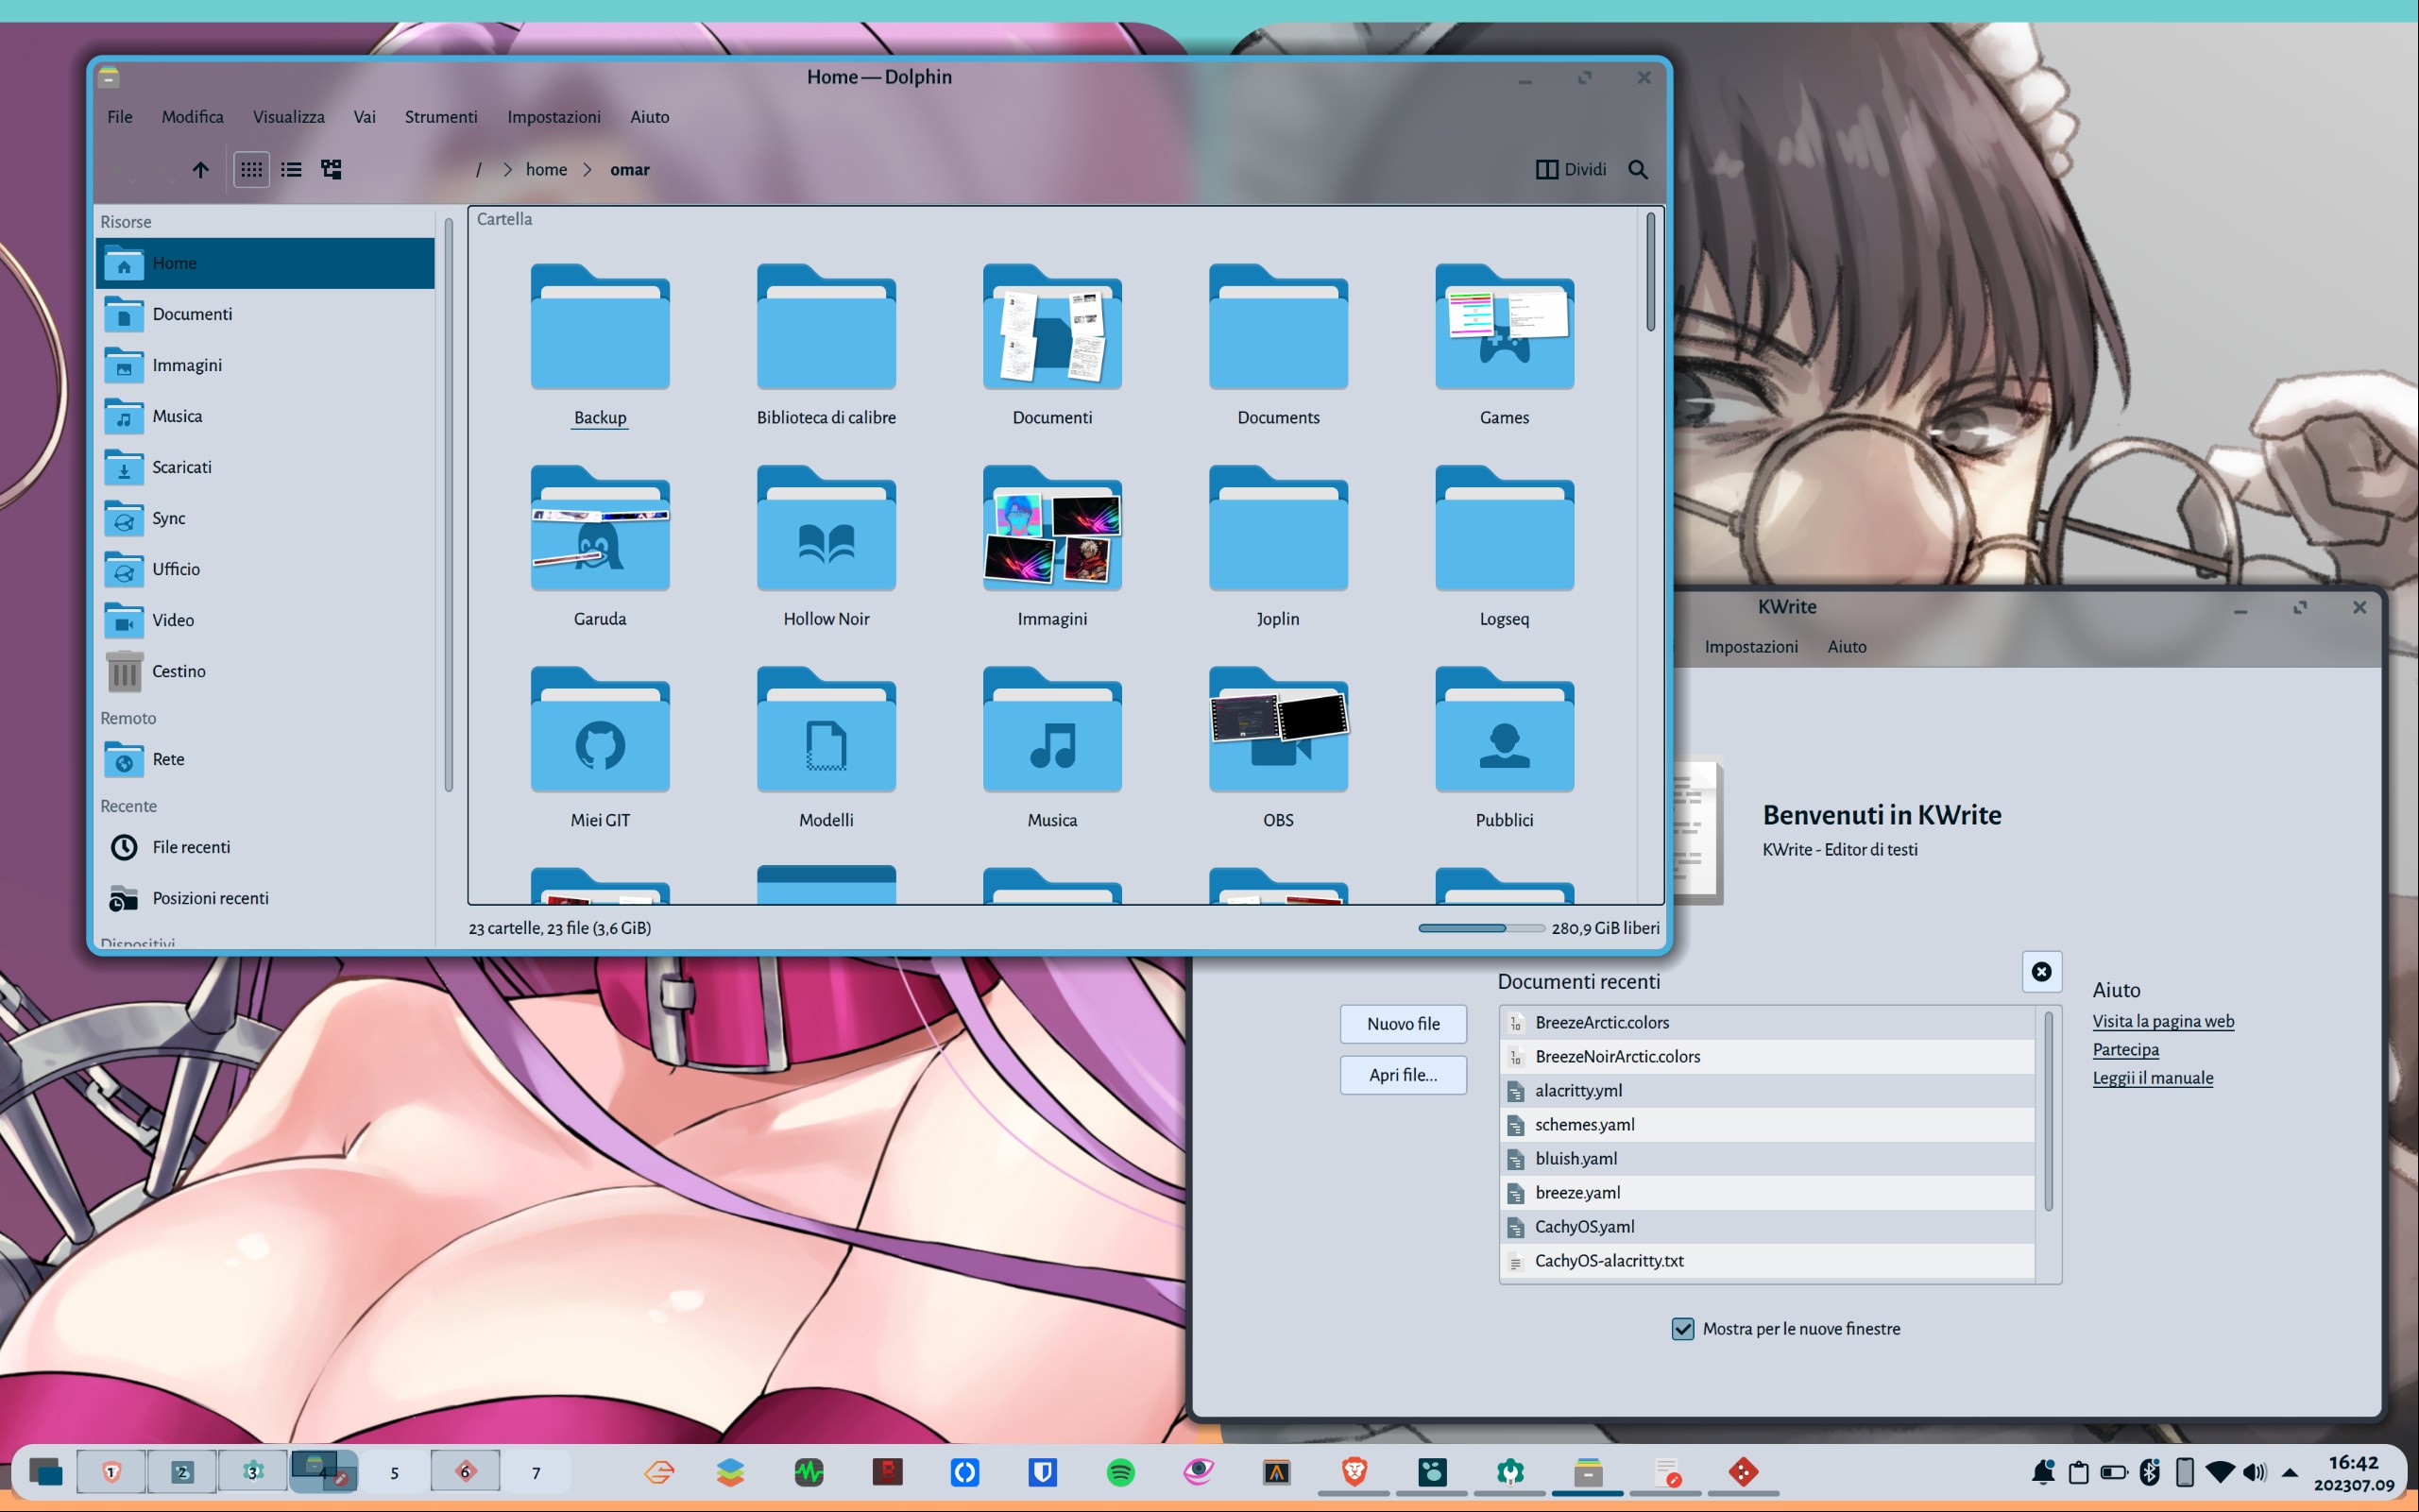 Home — Dolphin
File Modifica Visualizza Vai Strumenti Impostazioni Aiuto
/ > home > omar
Dividi
Risorse
Home
Documenti
Immagini
Musica
Scaricati
Sync
Ufficio
Video
Cestino
Remoto
Rete
Recente
File recenti
Posizioni recenti
Dispositivi
Cartella
Backup
Biblioteca di calibre
Documenti
Documents
Games
Garuda
Hollow Noir
Immagini
Joplin
Logseq
Miei GIT
Modelli
Musica
OBS
Pubblici
23 cartelle, 23 file (3,6 GiB)
280,9 GiB liberi
KWrite
Impostazioni Aiuto
Benvenuti in KWrite
KWrite - Editor di testi
Nuovo file
Apri file...
Documenti recenti
BreezeArctic.colors
BreezeNoirArctic.colors
alacritty.yml
schemes.yaml
bluish.yaml
breeze.yaml
CachyOS.yaml
CachyOS-alacritty.txt
Aiuto
Visita la pagina web
Partecipa
Leggi il manuale
Mostra per le nuove finestre
1 2 3 4 5 6 7
16:42
202307.09